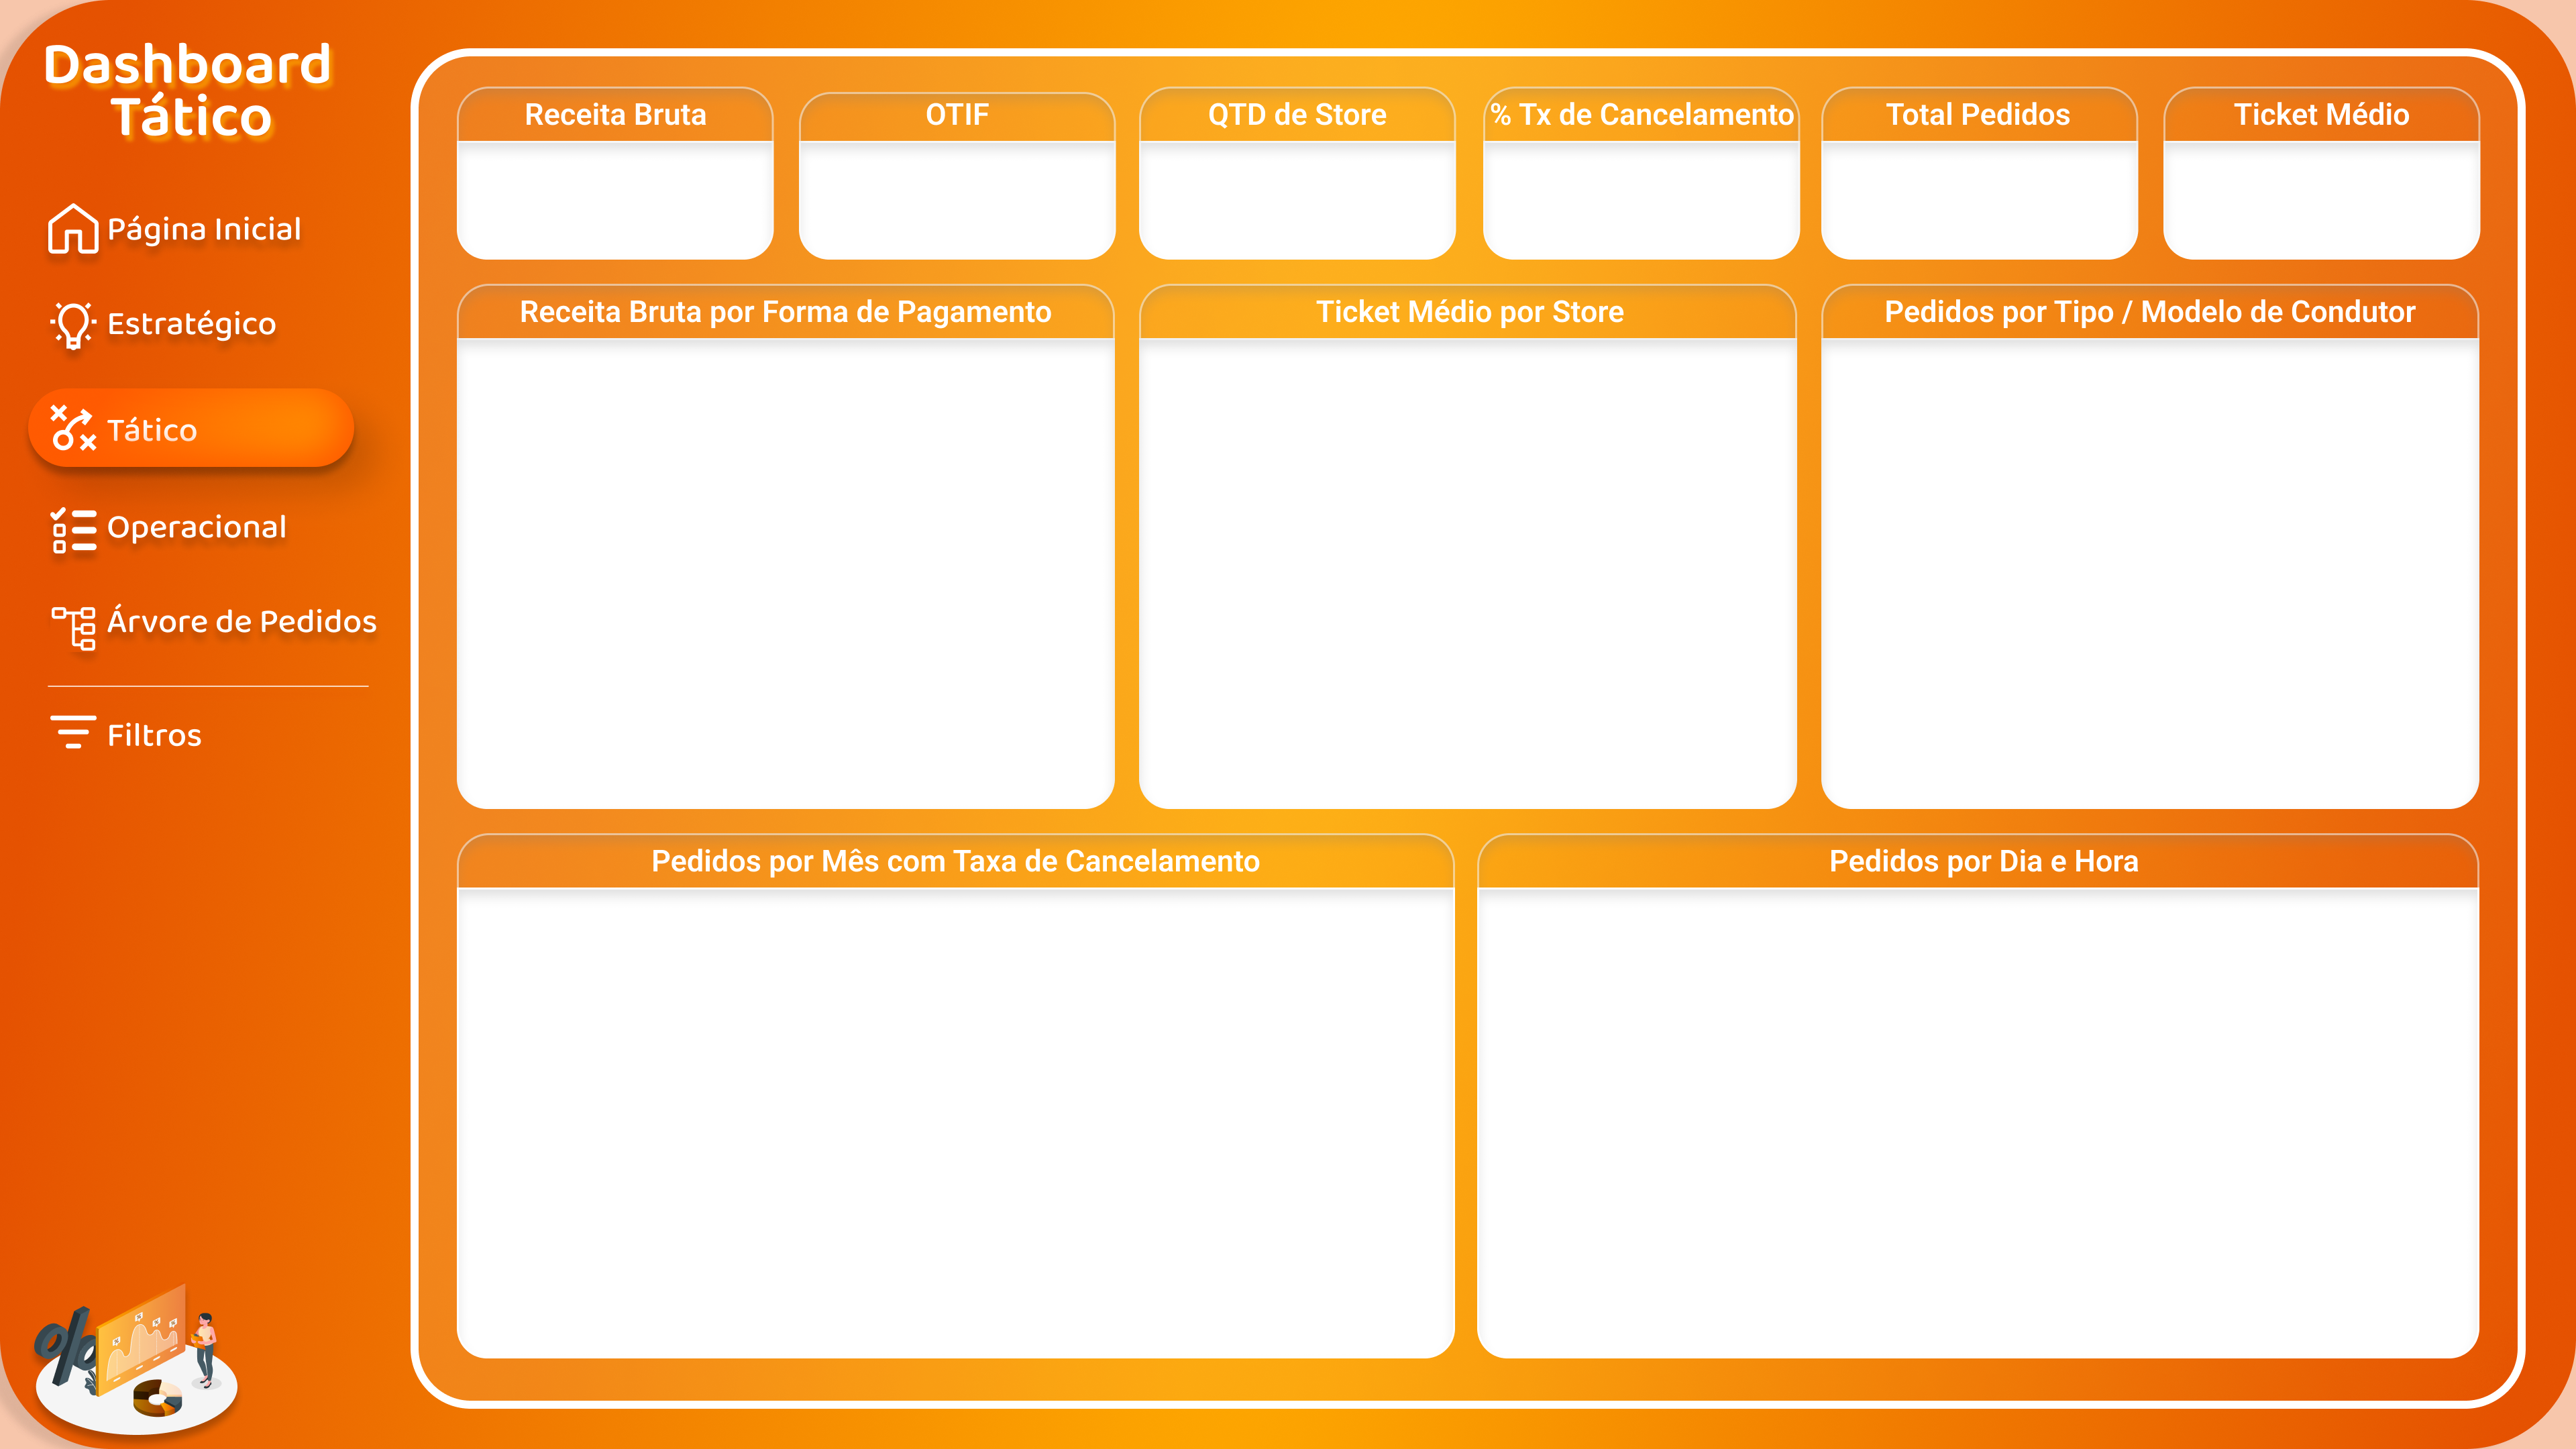 Dashboard
Tático
Página Inicial
Estratégico
Tático
Operacional
Árvore de Pedidos
Filtros
Receita Bruta
OTIF
QTD de Store
% Tx de Cancelamento
Total Pedidos
Ticket Médio
Receita Bruta por Forma de Pagamento
Ticket Médio por Store
Pedidos por Tipo / Modelo de Condutor
Pedidos por Mês com Taxa de Cancelamento
Pedidos por Dia e Hora
%